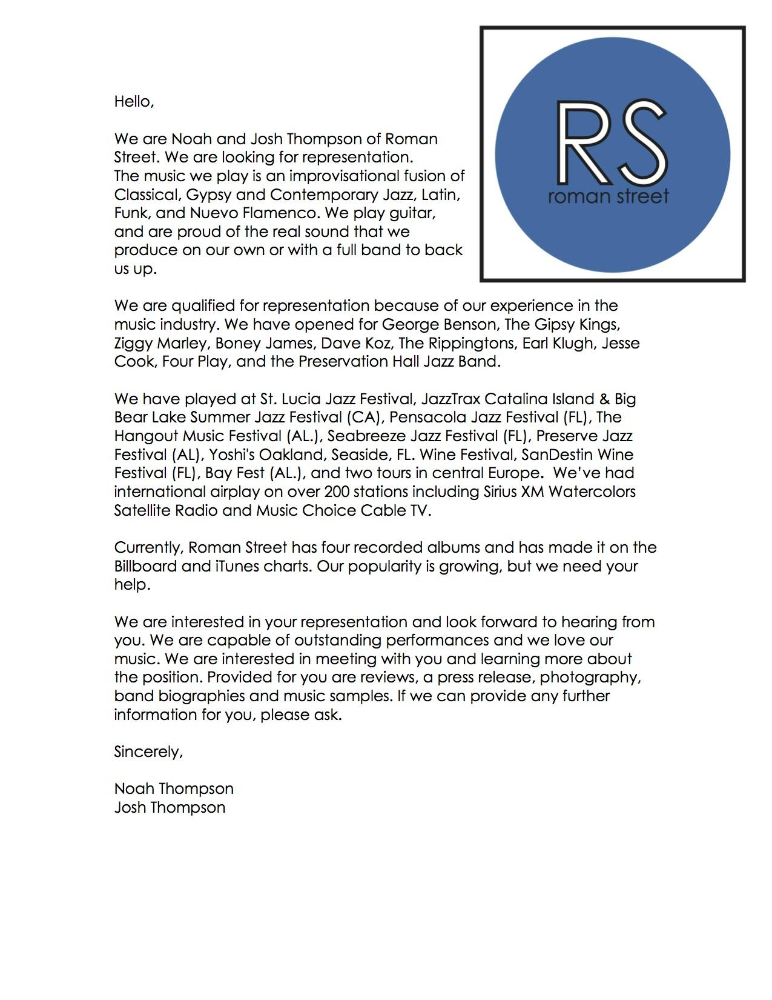 RS
roman street
Hello,
We are Noah and Josh Thompson of Roman
Street. We are looking for representation.
The music we play is an improvisational fusion of
Classical, Gypsy and Contemporary Jazz, Latin,
Funk, and Nuevo Flamenco. We play guitar,
and are proud of the real sound that we
produce on our own or with a full band to back
us up.
We are qualified for representation because of our experience in the
music industry. We have opened for George Benson, The Gipsy Kings,
Ziggy Marley, Boney James, Dave Koz, The Rippingtons, Earl Klugh, Jesse
Cook, Four Play, and the Preservation Hall Jazz Band.
We have played at St. Lucia Jazz Festival, JazzTrax Catalina Island & Big
Bear Lake Summer Jazz Festival (CA), Pensacola Jazz Festival (FL), The
Hangout Music Festival (AL.), Seabreeze Jazz Festival (FL), Preserve Jazz
Festival (AL), Yoshi's Oakland, Seaside, FL. Wine Festival, SanDestin Wine
Festival (FL), Bay Fest (AL.), and two tours in central Europe.  We've had
international airplay on over 200 stations including Sirius XM Watercolors
Satellite Radio and Music Choice Cable TV.
Currently, Roman Street has four recorded albums and has made it on the
Billboard and iTunes charts. Our popularity is growing, but we need your
help.
We are interested in your representation and look forward to hearing from
you. We are capable of outstanding performances and we love our
music. We are interested in meeting with you and learning more about
the position. Provided for you are reviews, a press release, photography,
band biographies and music samples. If we can provide any further
information for you, please ask.
Sincerely,
Noah Thompson
Josh Thompson